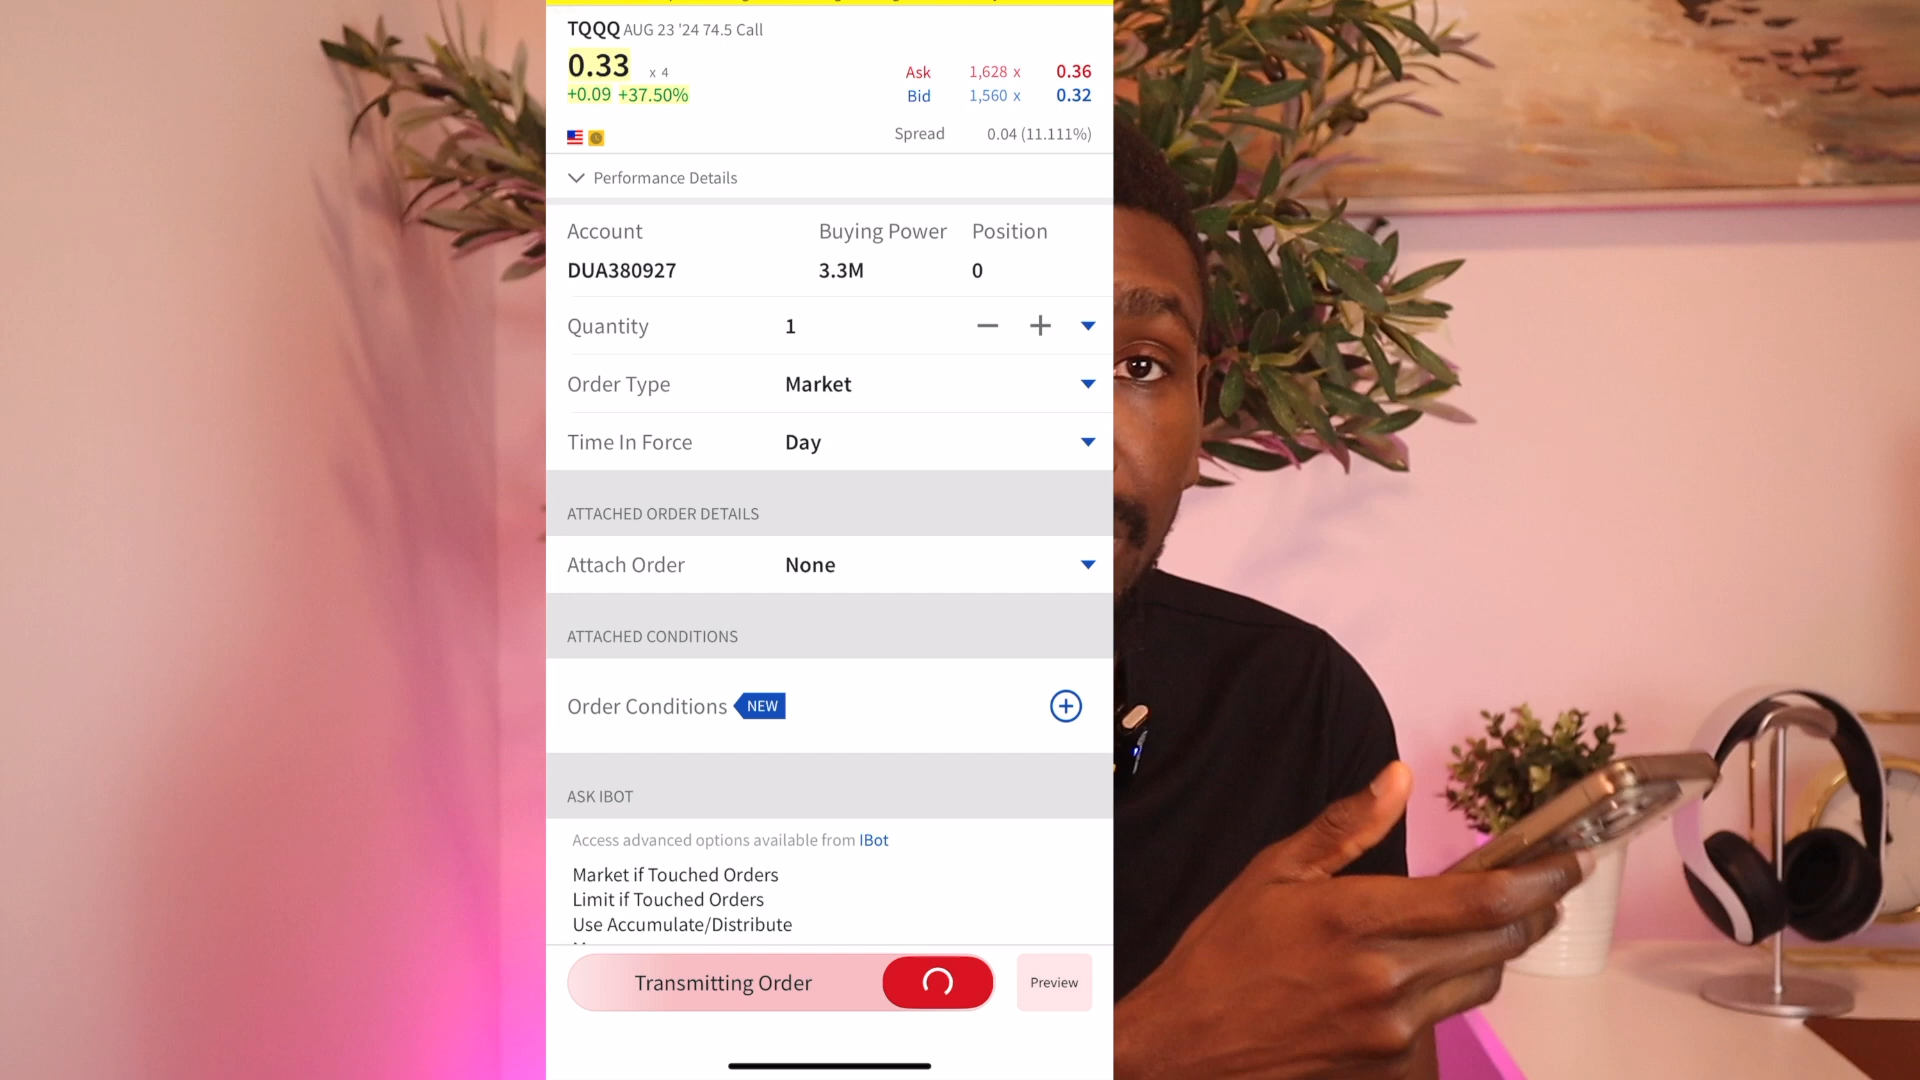 TQQQ AUG 23 '24 74.5 Call
0.33 x 4
+0.09 +37.50%
Ask 1,628 x 0.36
Bid 1,560 x 0.32
Spread 0.04 (11.111%)
Performance Details
Account Buying Power Position
DUA380927 3.3M 0
Quantity 1
Order Type Market
Time In Force Day
ATTACHED ORDER DETAILS
Attach Order None
ATTACHED CONDITIONS
Order Conditions NEW
ASK IBOT
Access advanced options available from IBot
Market if Touched Orders
Limit if Touched Orders
Use Accumulate/Distribute
Transmitting Order
Preview